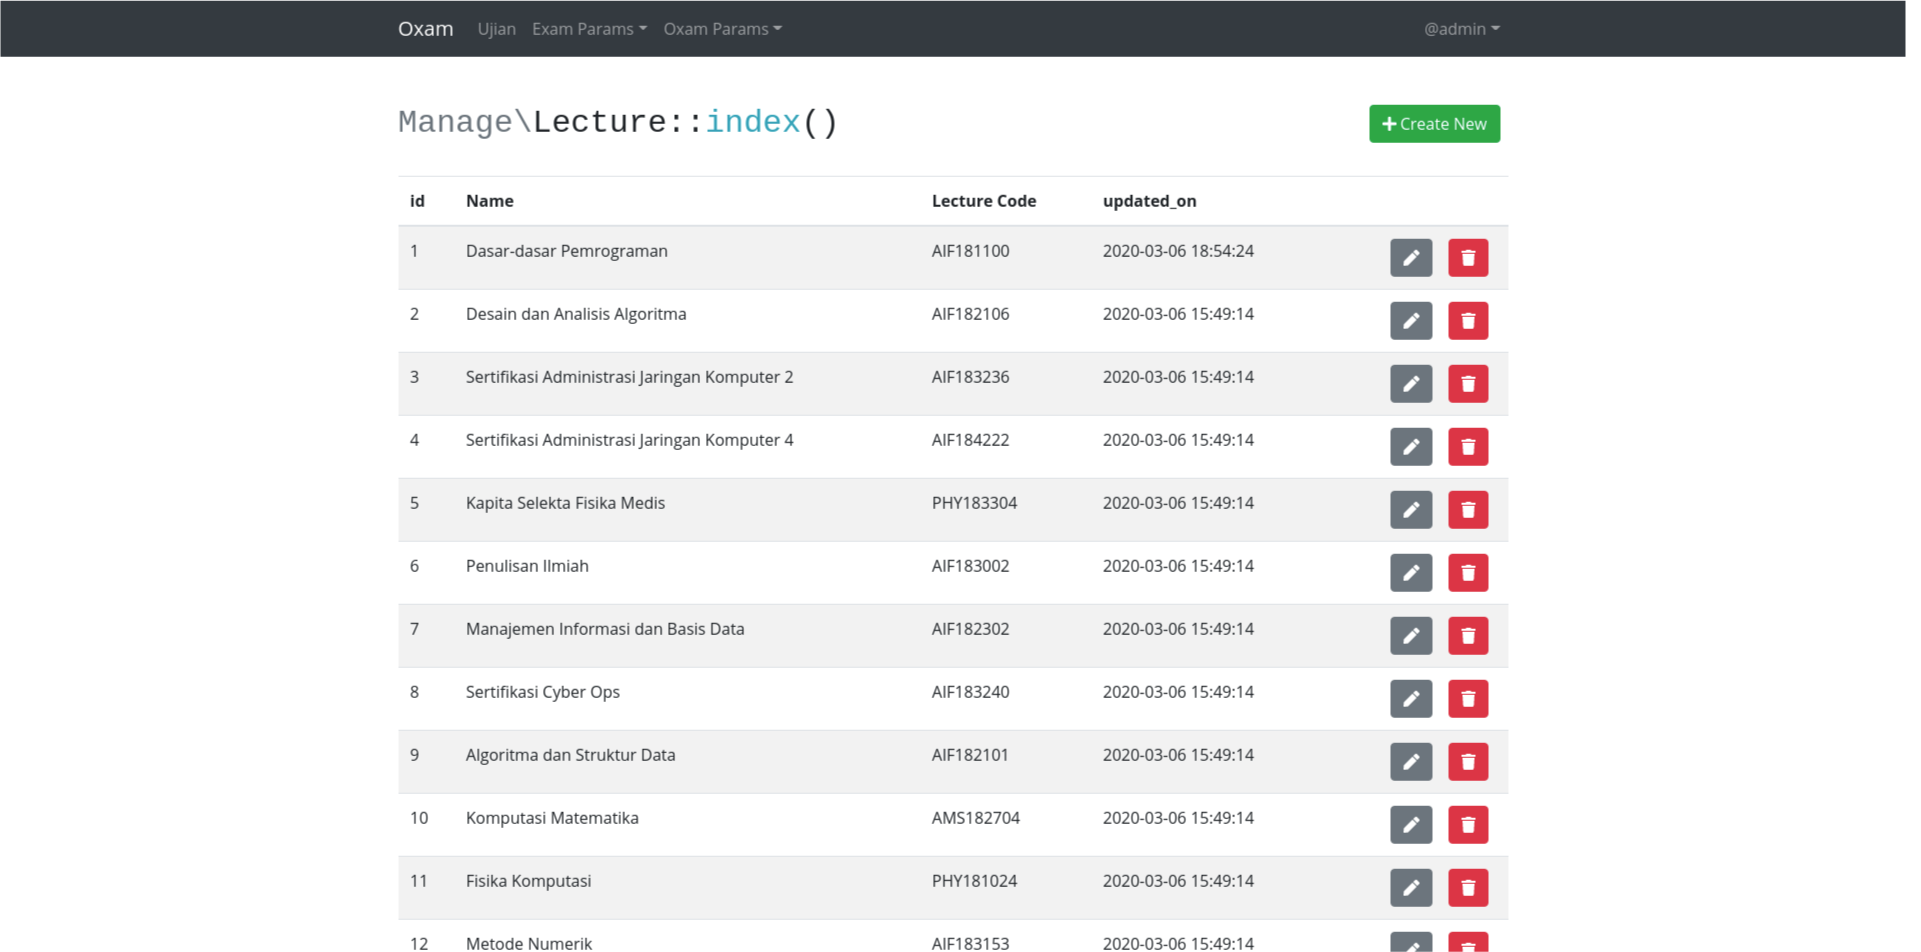 Oxam Ujian Exam Params Oxam Params @admin
Manage\Lecture::index() Create New
id Name Lecture Code updated_on
1 Dasar-dasar Pemrograman AIF181100 2020-03-06 18:54:24
2 Desain dan Analisis Algoritma AIF182106 2020-03-06 15:49:14
3 Sertifikasi Administrasi Jaringan Komputer 2 AIF183236 2020-03-06 15:49:14
4 Sertifikasi Administrasi Jaringan Komputer 4 AIF184222 2020-03-06 15:49:14
5 Kapita Selekta Fisika Medis PHY183304 2020-03-06 15:49:14
6 Penulisan Ilmiah AIF183002 2020-03-06 15:49:14
7 Manajemen Informasi dan Basis Data AIF182302 2020-03-06 15:49:14
8 Sertifikasi Cyber Ops AIF183240 2020-03-06 15:49:14
9 Algoritma dan Struktur Data AIF182101 2020-03-06 15:49:14
10 Komputasi Matematika AMS182704 2020-03-06 15:49:14
11 Fisika Komputasi PHY181024 2020-03-06 15:49:14
12 Metode Numerik AIF183153 2020-03-06 15:49:14